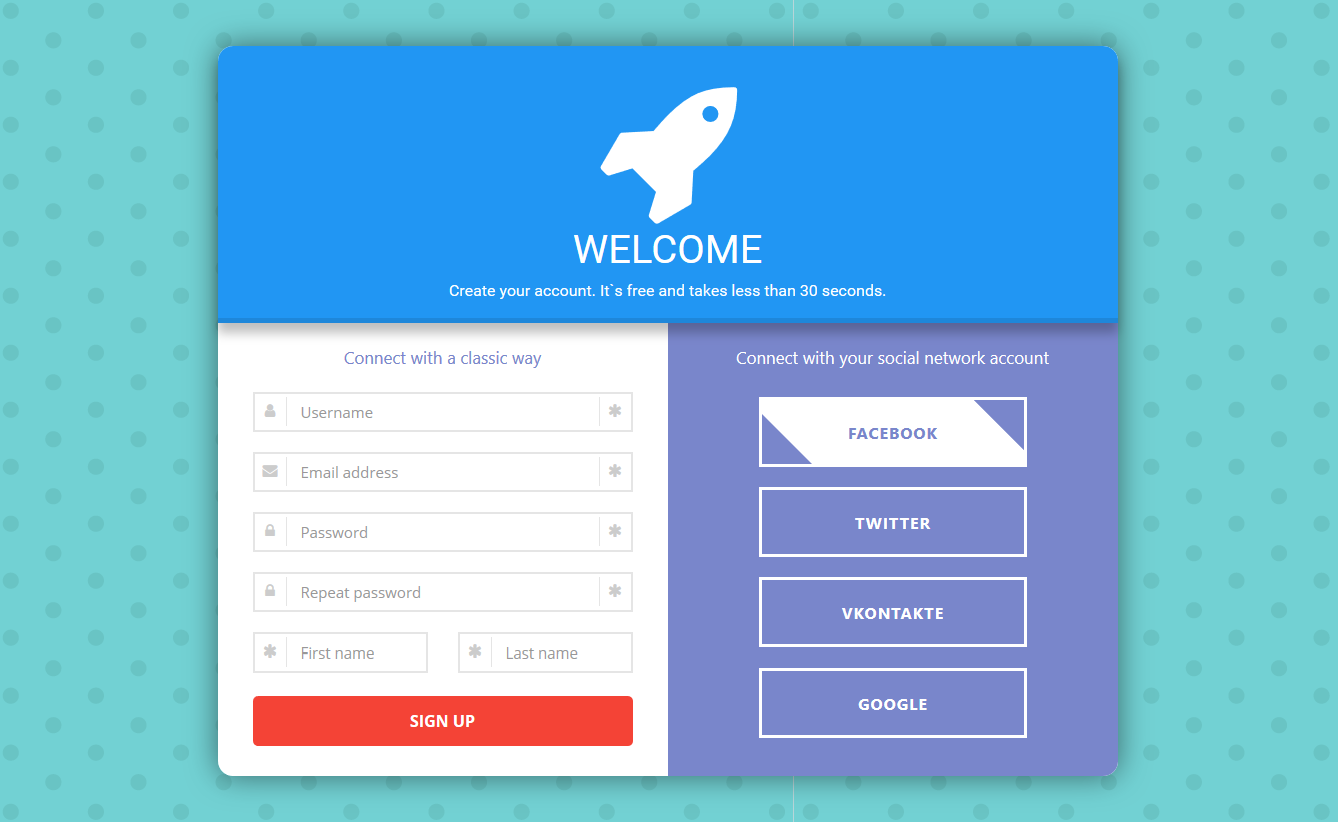 WELCOME
Create your account. It`s free and takes less than 30 seconds.
Connect with a classic way
Username
Email address
Password
Repeat password
First name
Last name
SIGN UP
Connect with your social network account
FACEBOOK
TWITTER
VKONTAKTE
GOOGLE